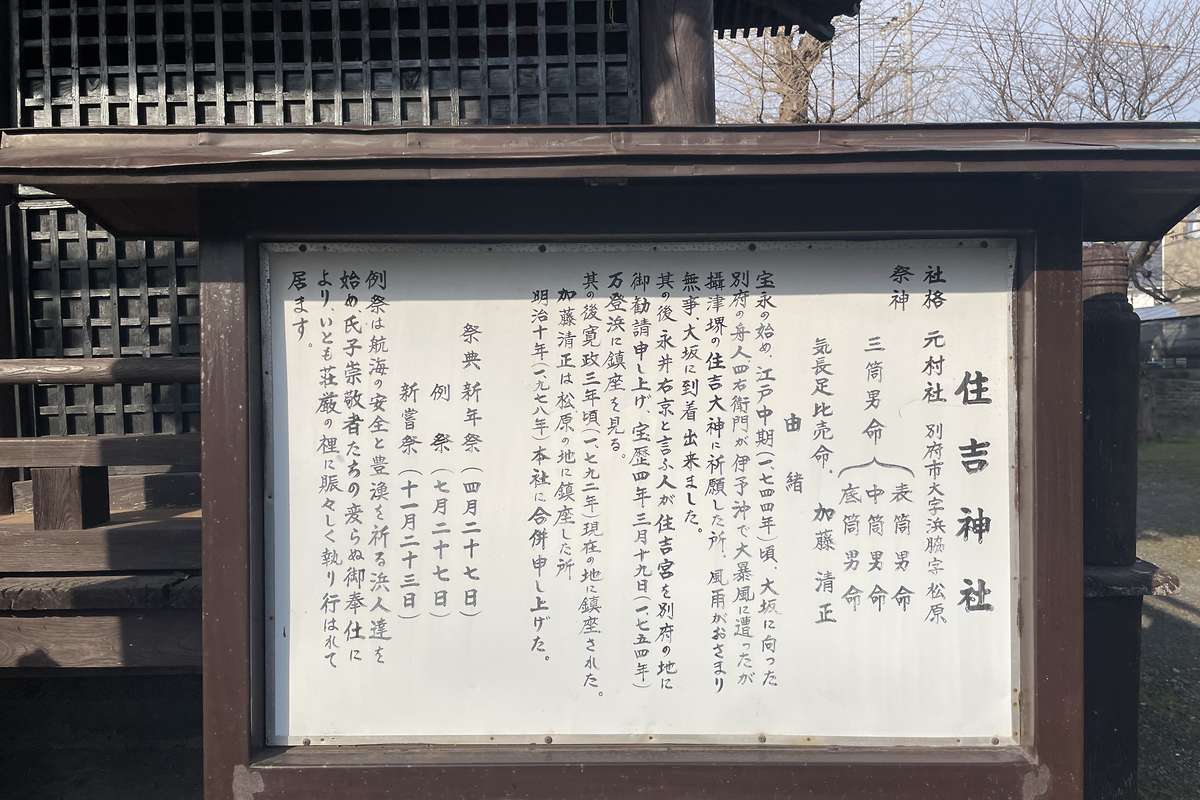 住吉神社
社格 元村社 別府市大字浜脇字松原
祭神 三筒男命 表筒男命
中筒男命
底筒男命
気長足比売命、加藤清正
由緒
宝永の始め、江戸中期(一、七四四年)頃、大坂に向った
別府の舟人四右衛門が伊予沖で大暴風に遭ったが
攝津堺の住吉大神に祈願した所、風雨がおさまり
無事、大坂に到着出来ました。
其の後永井右京と言ふ人が住吉宮を別府の地に
御勧請申し上げ、宝歴四年三月十九日(一、七五四年)
万登浜に鎮座を見る。
其の後寛政三年頃(一、七九二年)現在の地に鎮座された。
加藤清正は松原の地に鎮座した所
明治十年(一九七八年)本社に合併申し上げた。
祭典 新年祭(四月二十七日)
例祭(七月二十七日)
新嘗祭(十一月二十三日)
例祭は航海の安全と豊漁を祈る浜人達を
始め氏子崇敬者たちの変らぬ御奉仕に
より、いとも荘厳の裡に賑々しく執り行はれて
居ます。